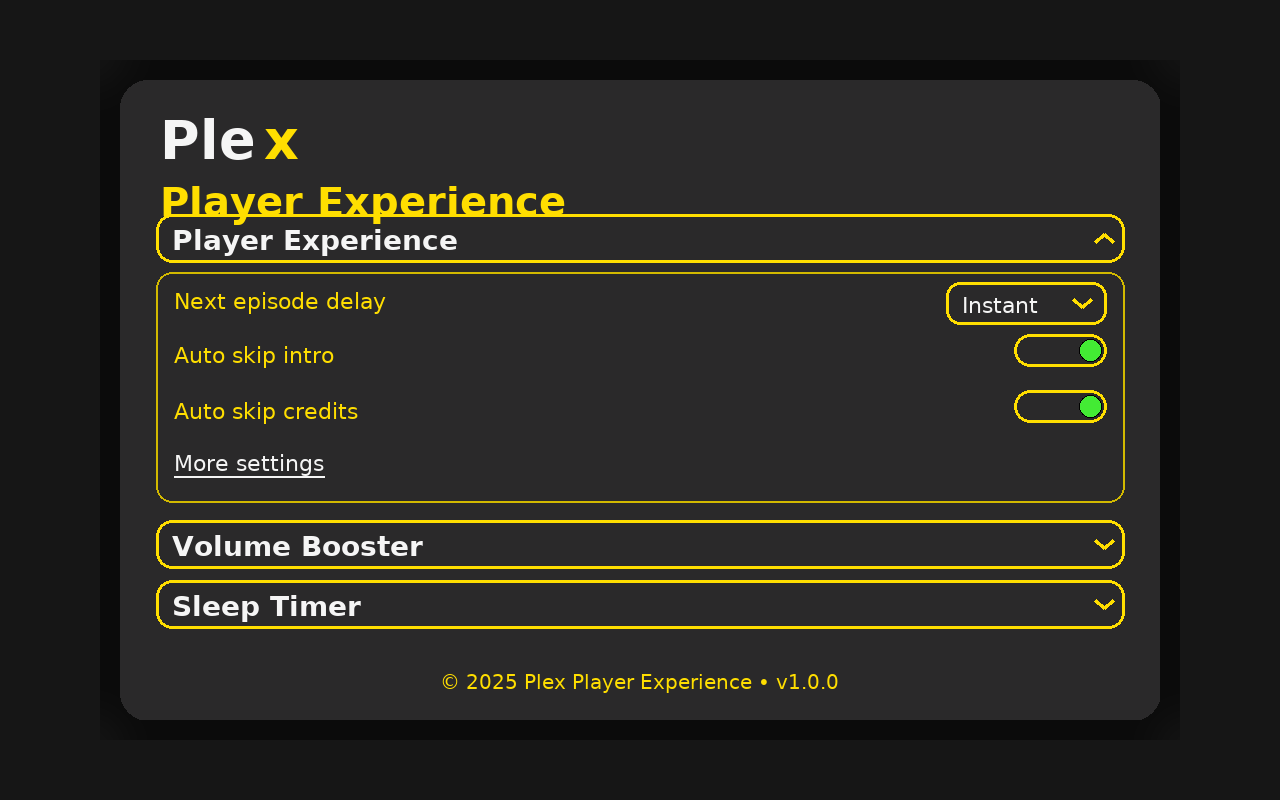 Plex
Player Experience
Player Experience
Next episode delay
Instant
Auto skip intro
Auto skip credits
More settings
Volume Booster
Sleep Timer
© 2025 Plex Player Experience • v1.0.0